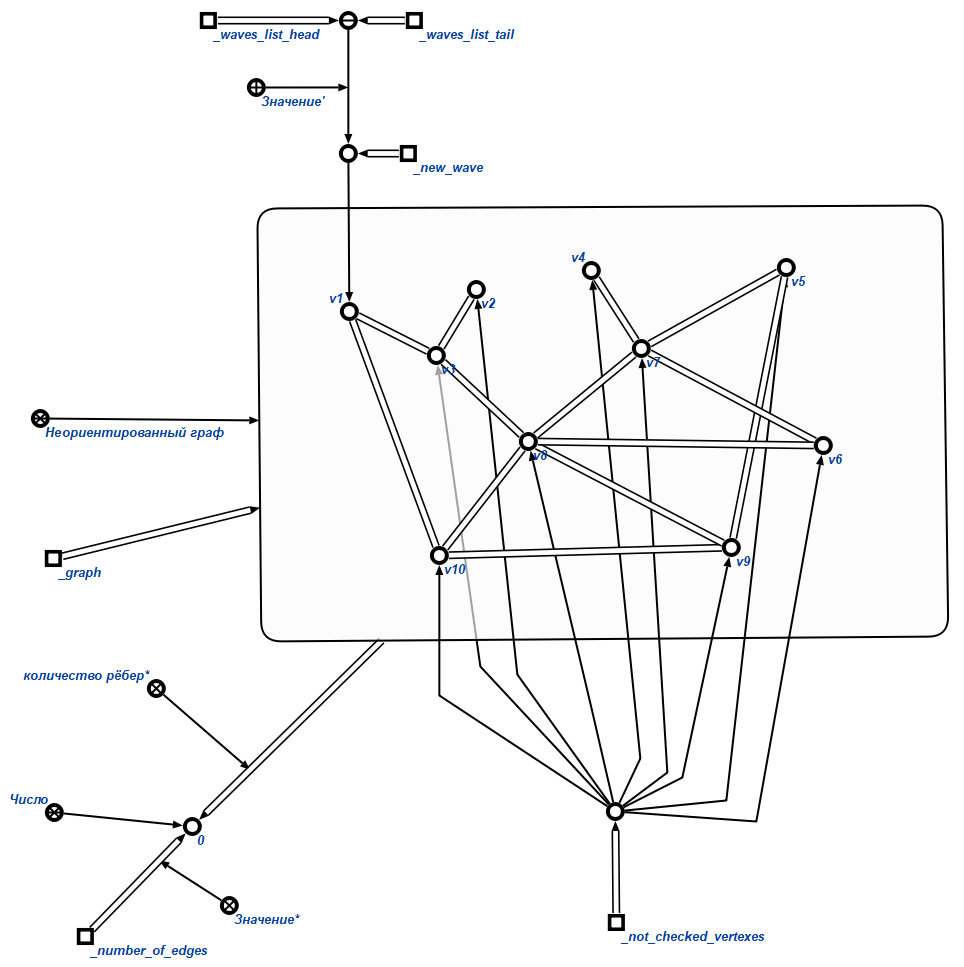 _waves_list_head
_waves_list_tail
Значение'
_new_wave
v4
v5
v1
v2
v3
v7
Неориентированный граф
v8
v6
v9
_graph
v10
количество рёбер*
Число
0
Значение*
_number_of_edges
_not_checked_vertexes